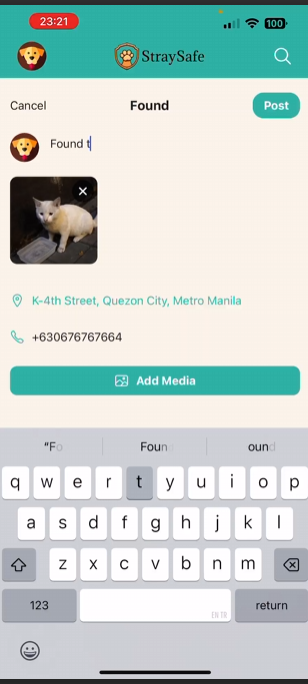 23:21
100
StraySafe
Cancel
Found
Post
Found t
K-4th Street, Quezon City, Metro Manila
+630676767664
Add Media
"Fo
Foun
ound
q w e r t y u i o p
a s d f g h j k l
z x c v b n m
123
EN TR
return